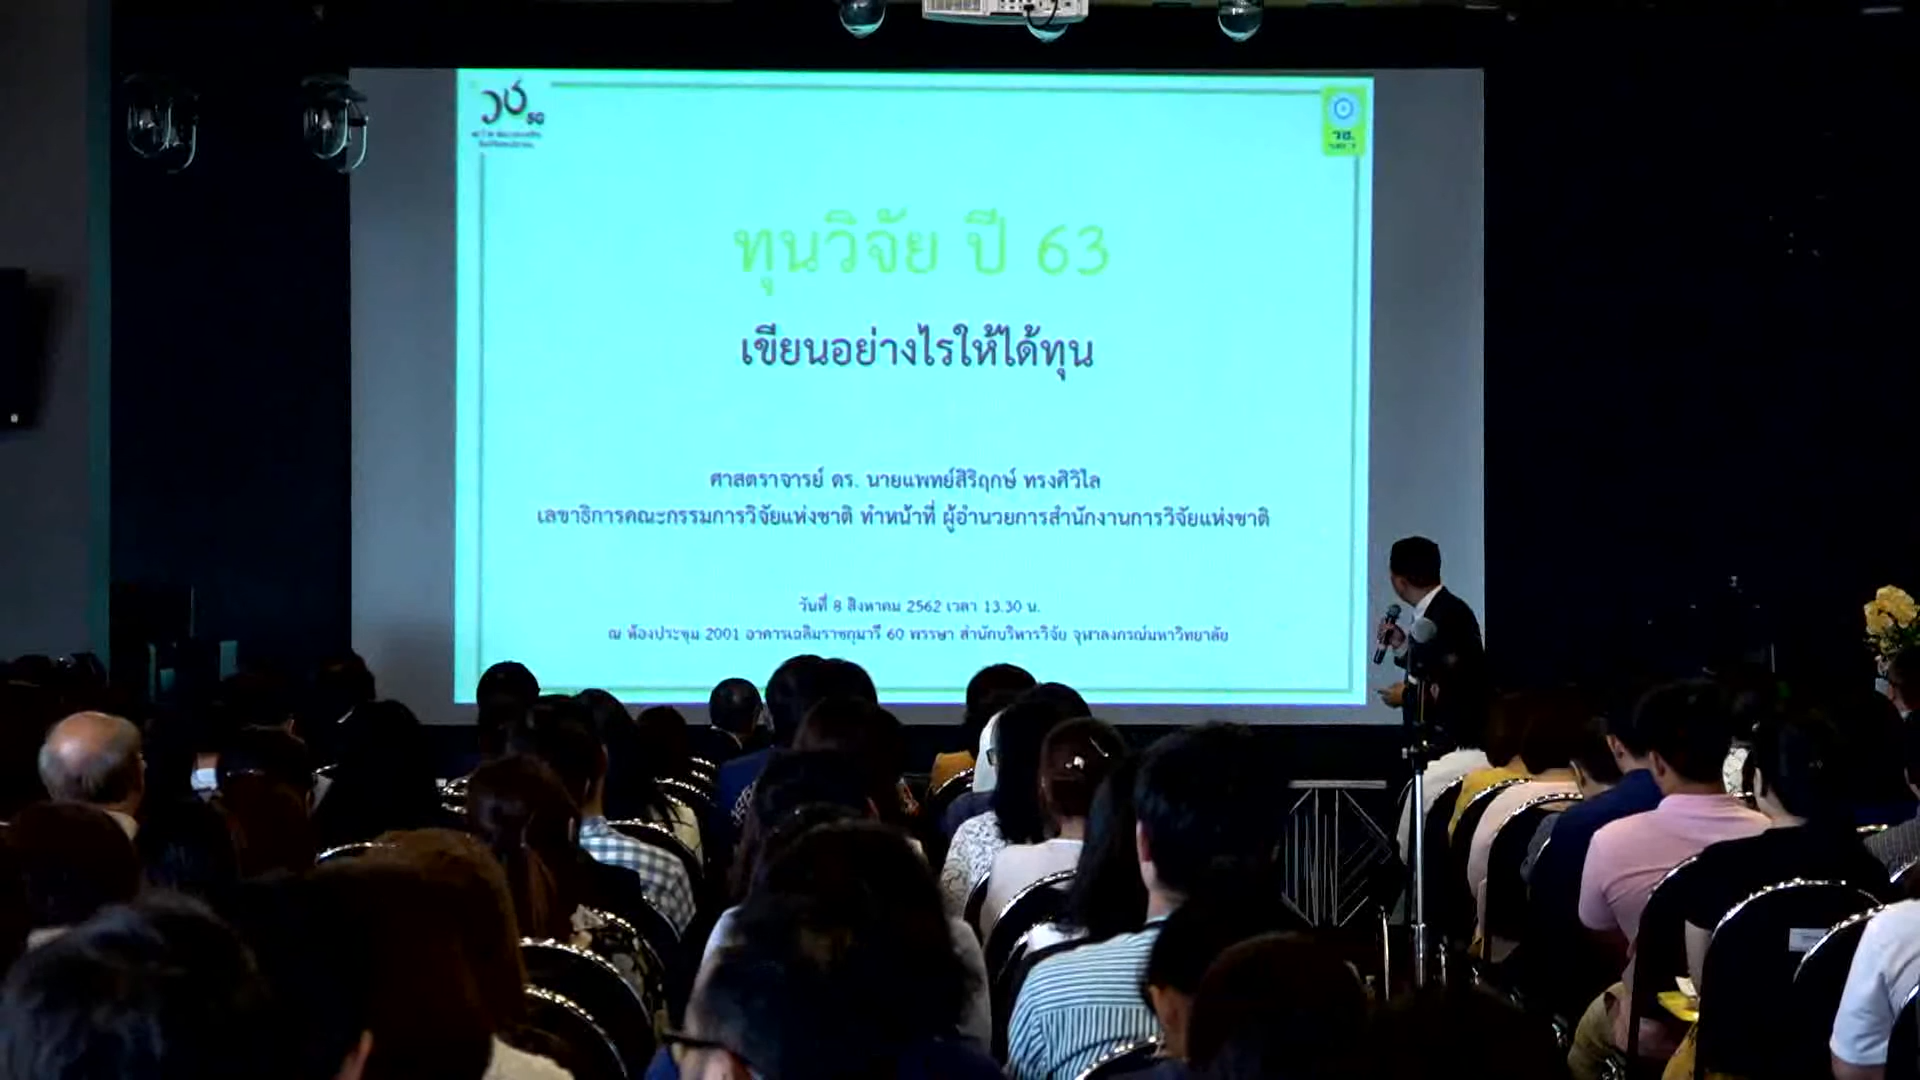 วช
5G
วช.
ทุนวิจัย ปี 63
เขียนอย่างไรให้ได้ทุน
ศาสตราจารย์ ดร. นายแพทย์สิริฤกษ์ ทรงศิวิไล
เลขาธิการคณะกรรมการวิจัยแห่งชาติ ทำหน้าที่ ผู้อำนวยการสำนักงานการวิจัยแห่งชาติ
วันที่ 8 สิงหาคม 2562 เวลา 13.30 น.
ณ ห้องประชุม 2001 อาคารเฉลิมราชกุมารี 60 พรรษา สำนักบริหารวิจัย จุฬาลงกรณ์มหาวิทยาลัย